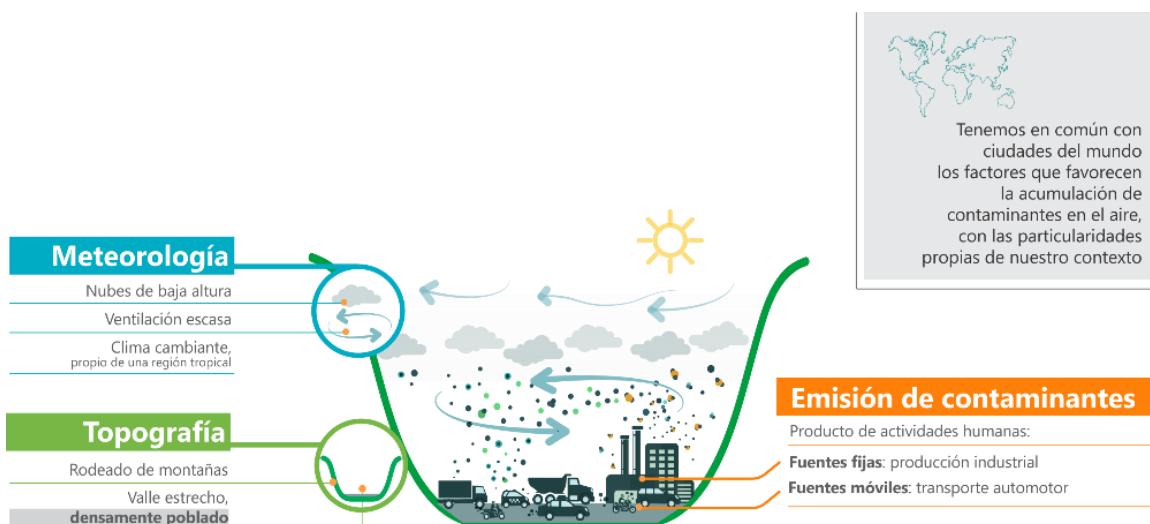 Tenemos en común con
ciudades del mundo
los factores que favorecen
la acumulación de
contaminantes en el aire,
con las particularidades
propias de nuestro contexto
Meteorología
Nubes de baja altura
Ventilación escasa
Clima cambiante,
propio de una región tropical
Topografía
Rodeado de montañas
Valle estrecho,
densamente poblado
Emisión de contaminantes
Producto de actividades humanas:
Fuentes fijas: producción industrial
Fuentes móviles: transporte automotor